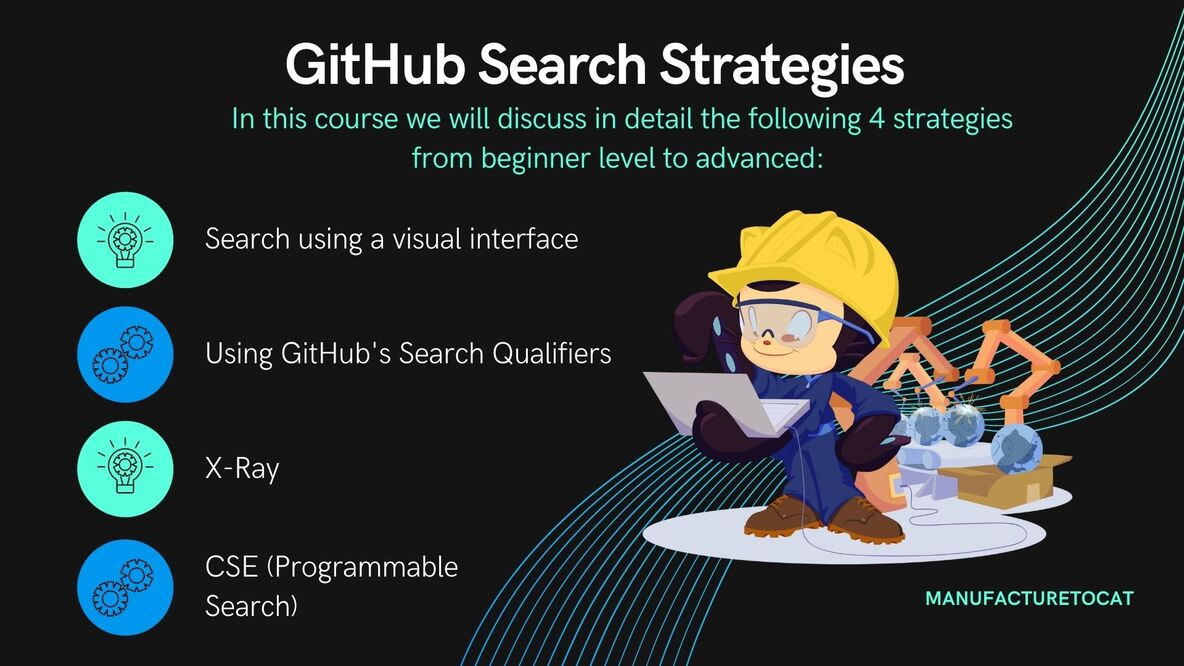 GitHub Search Strategies
In this course we will discuss in detail the following 4 strategies
from beginner level to advanced:
Search using a visual interface
Using GitHub's Search Qualifiers
X-Ray
CSE (Programmable
Search)
MANUFACTURETOCAT